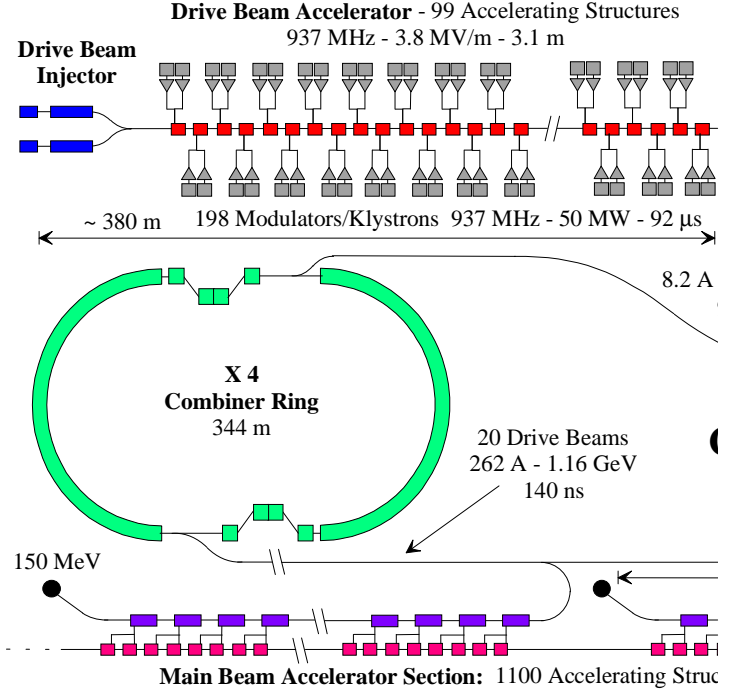 Drive Beam Accelerator - 99 Accelerating Structures
937 MHz - 3.8 MV/m - 3.1 m
Drive Beam
Injector
~ 380 m
198 Modulators/Klystrons 937 MHz - 50 MW - 92 μs
8.2 A
X 4
Combiner Ring
344 m
20 Drive Beams
262 A - 1.16 GeV
140 ns
150 MeV
Main Beam Accelerator Section: 1100 Accelerating Struc